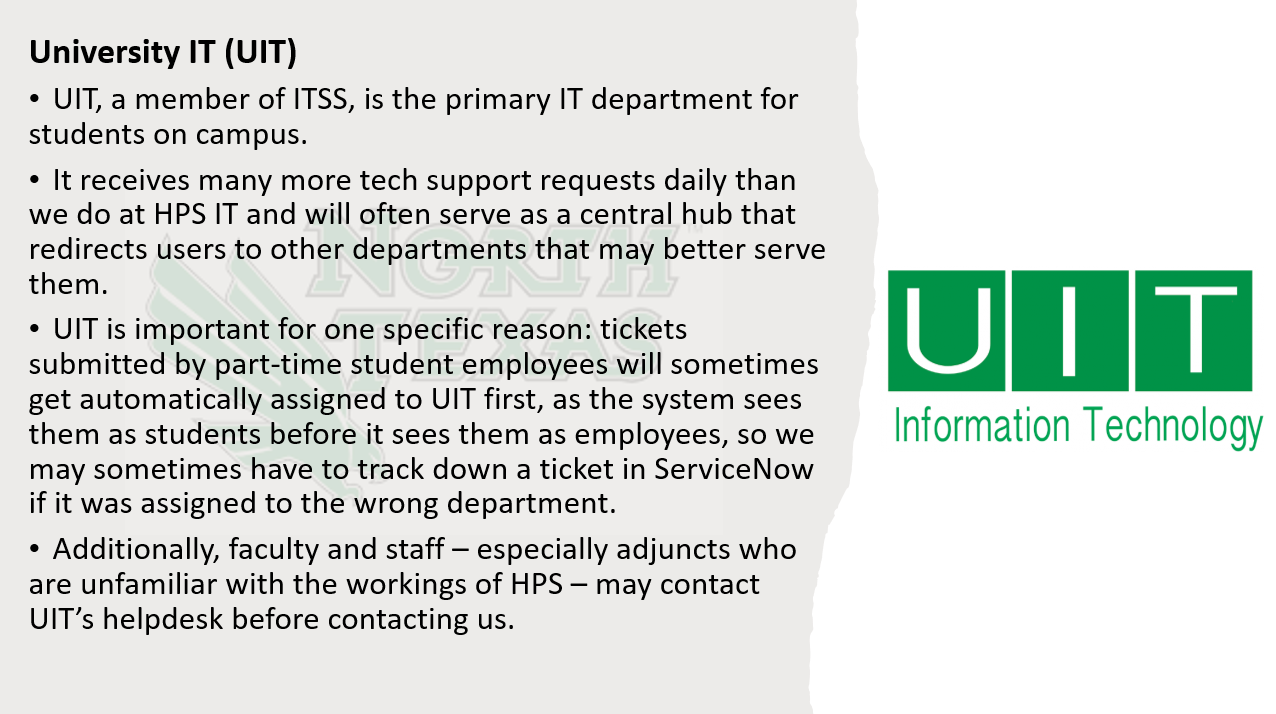 University IT (UIT)
• UIT, a member of ITSS, is the primary IT department for
students on campus.
• It receives many more tech support requests daily than
we do at HPS IT and will often serve as a central hub that
redirects users to other departments that may better serve
them.
• UIT is important for one specific reason: tickets
submitted by part-time student employees will sometimes
get automatically assigned to UIT first, as the system sees
them as students before it sees them as employees, so we
may sometimes have to track down a ticket in ServiceNow
if it was assigned to the wrong department.
• Additionally, faculty and staff – especially adjuncts who
are unfamiliar with the workings of HPS – may contact
UIT’s helpdesk before contacting us.
NORTH
TEXAS
UIT
Information Technology